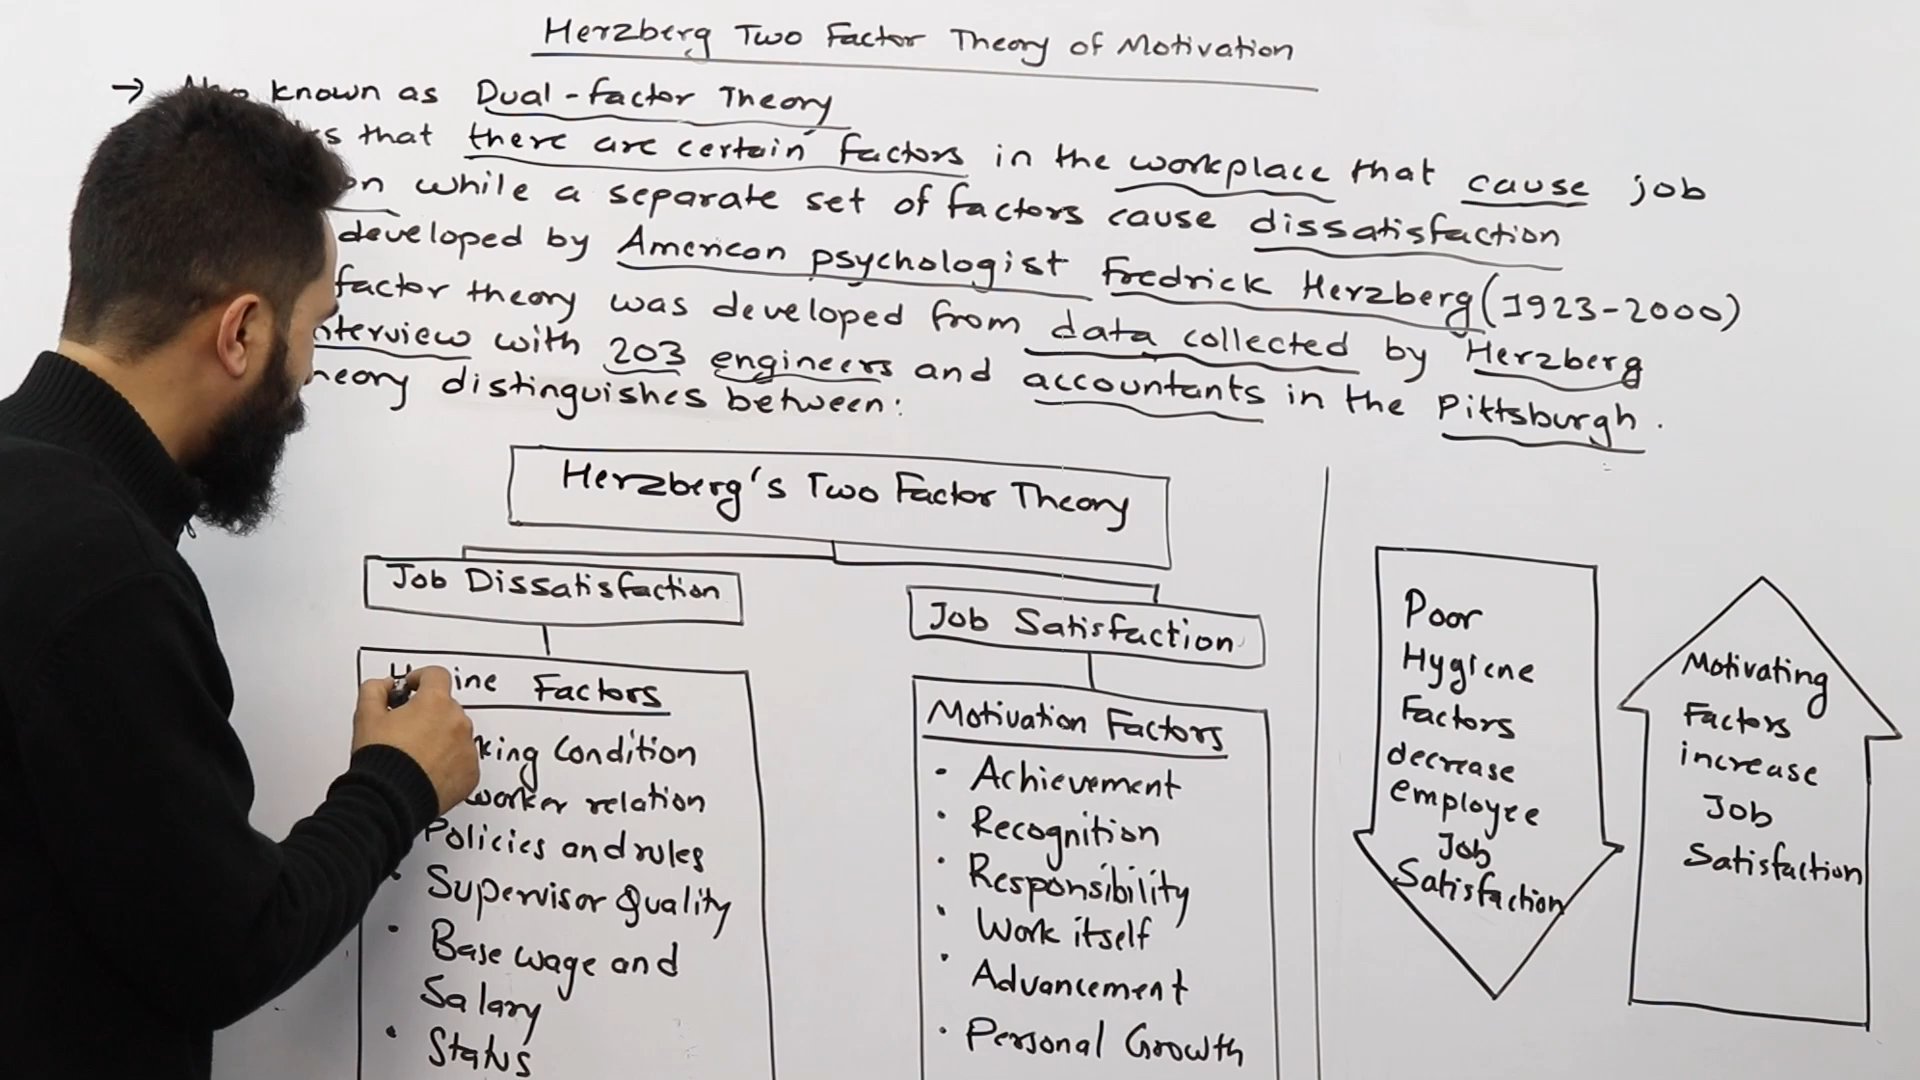 Herzberg Two Factor Theory of Motivation
→ known as Dual-factor Theory
that there are certain factors in the workplace that cause job
while a separate set of factors cause dissatisfaction
developed by American psychologist Fredrick Herzberg (1923-2000)
factor theory was developed from data collected by Herzberg
interview with 203 engineers and accountants in the Pittsburgh.
distinguishes between:
Herzberg's Two Factor Theory
Job Dissatisfaction
Factors
Condition
worker relation
Policies and rules
• Supervisor Quality
• Base wage and
Salary
• Status
Job Satisfaction
Motivation Factors
• Achievement
• Recognition
• Responsibility
• Work itself
• Advancement
• Personal Growth
Poor
Hygiene
Factors
decrease
employee
Job
Satisfaction
Motivating
Factors
increase
Job
Satisfaction